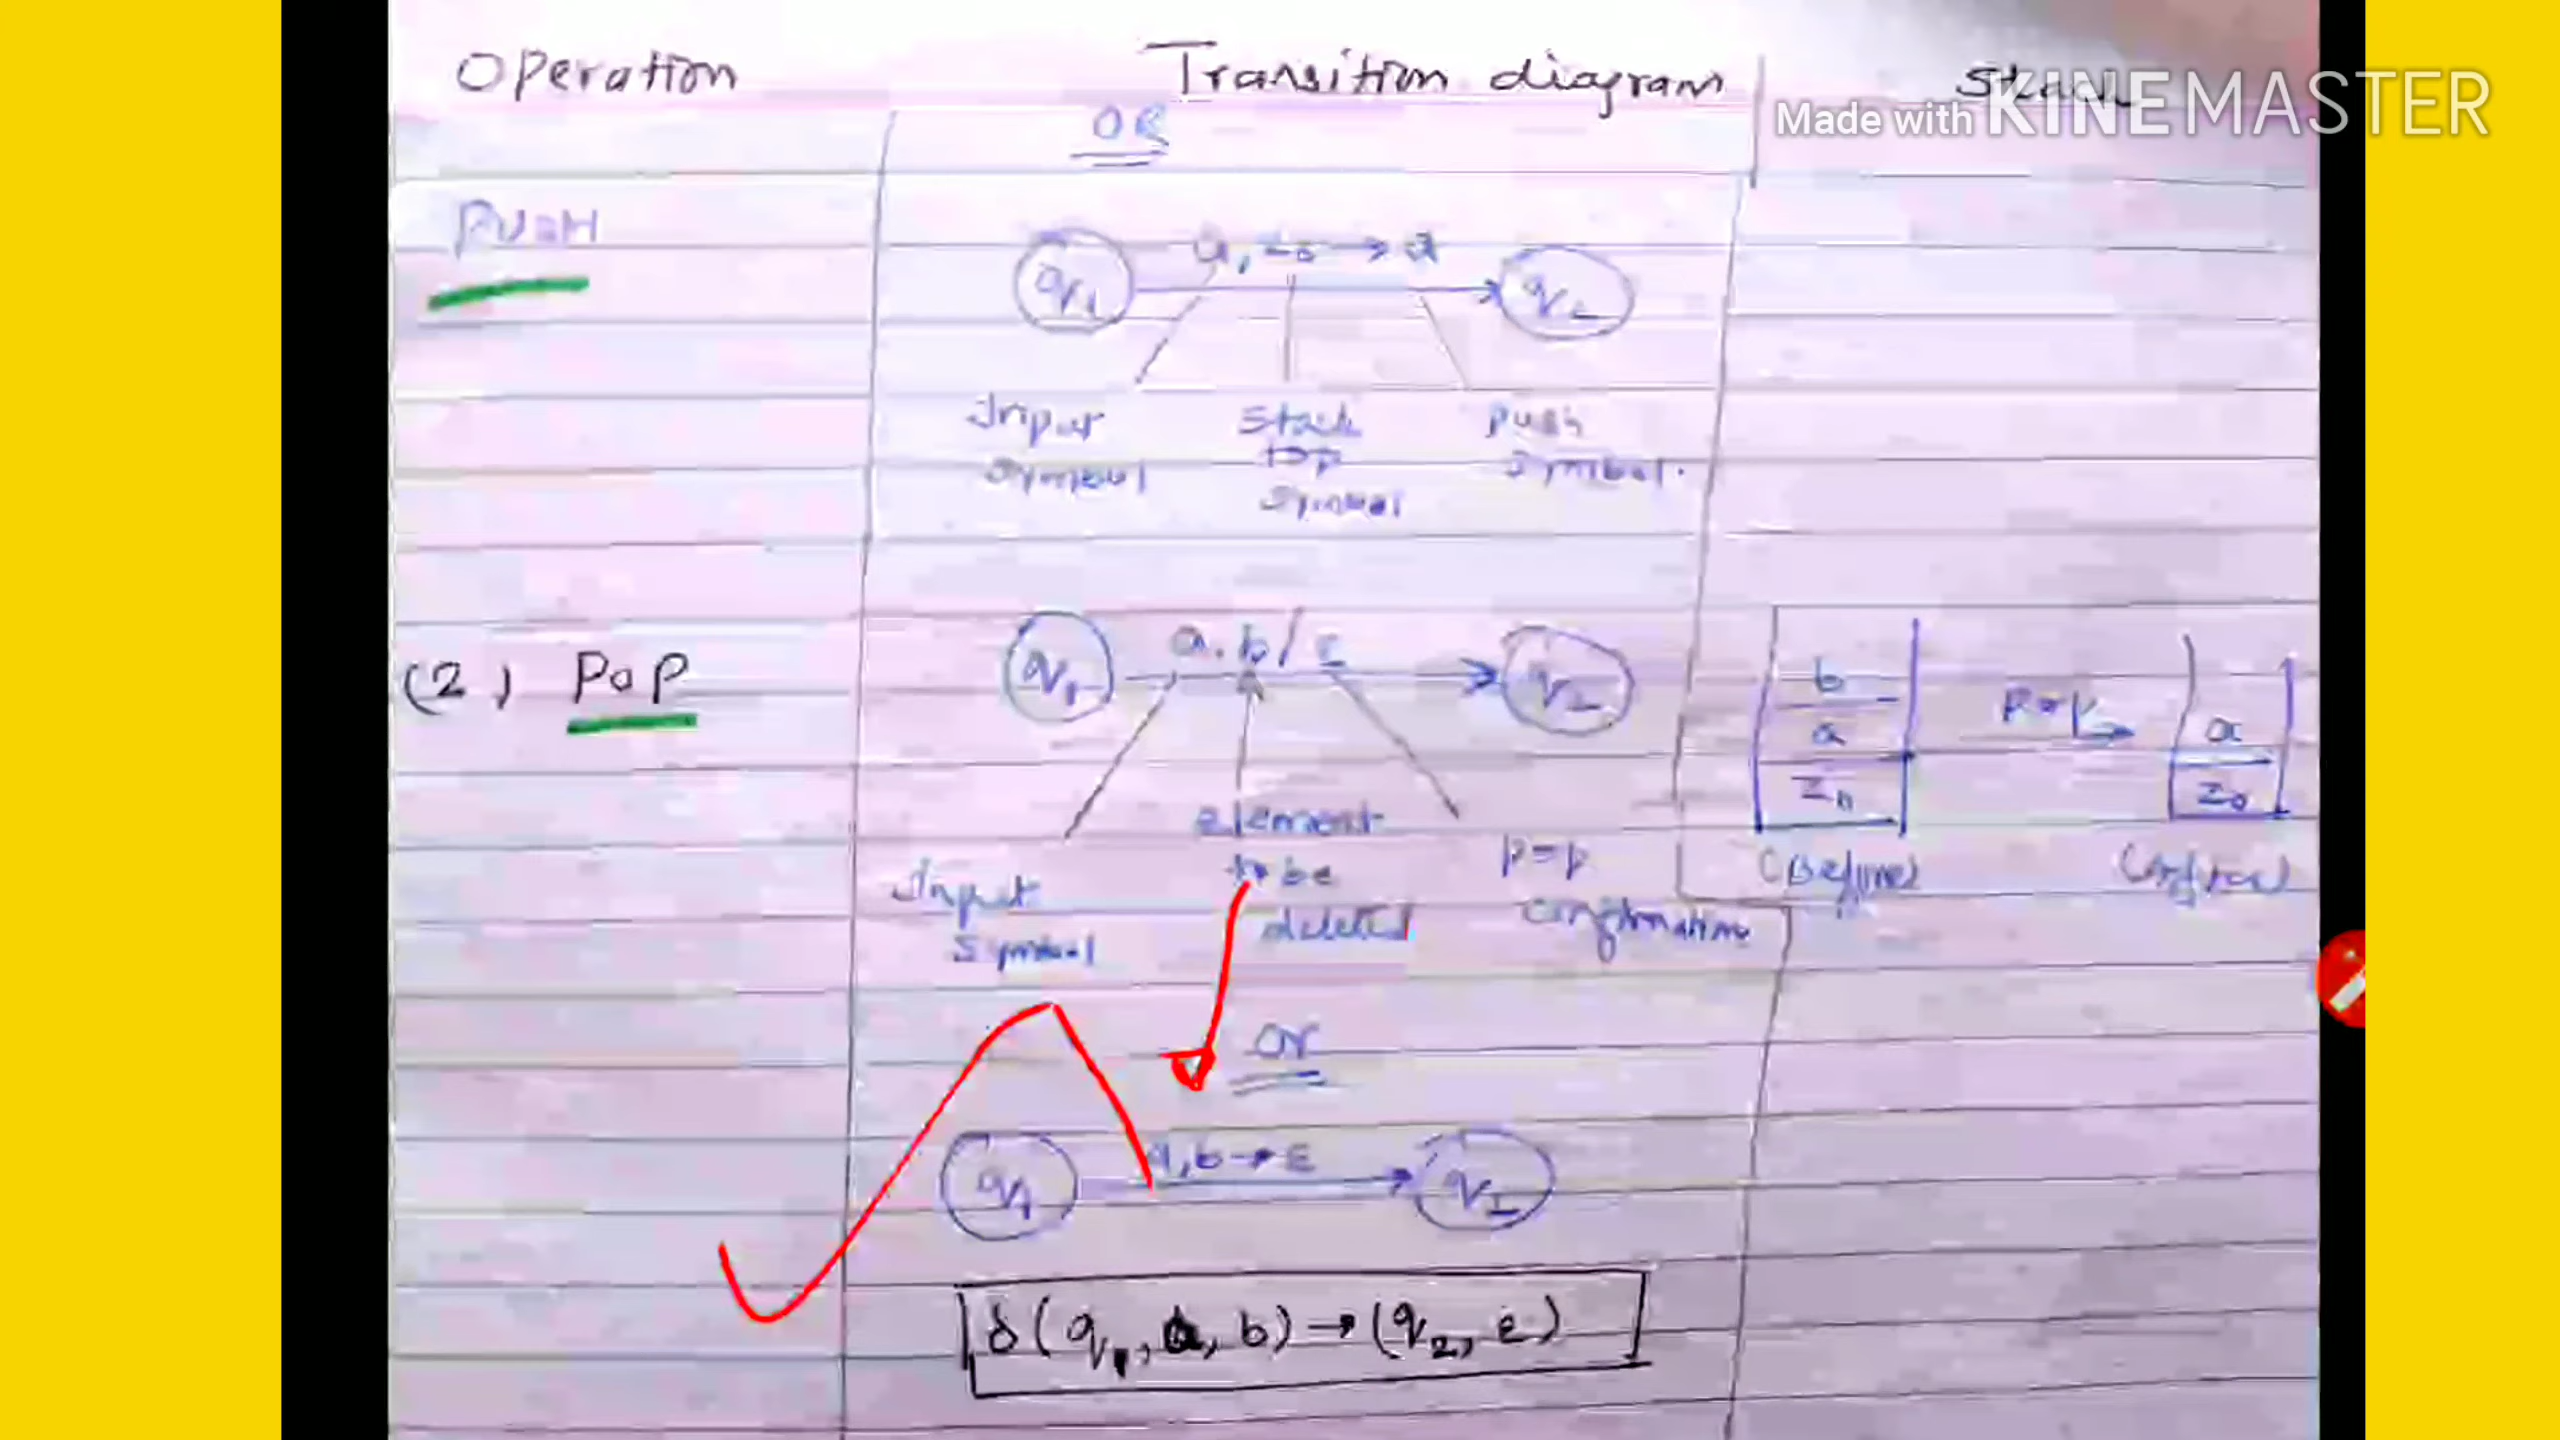 Operation Transition diagram Stack
Made with KINEMASTER
OR
PUSH
a, z0 → a
q1 q2
Input Stack Push
Symbol top Symbol.
Symbol
(2) POP
q1 a, b / ε q2
b
a POP → a
Z0 Z0
element
(Before) (After)
Input to be POP
Symbol deleted confirmation
or
a, b → ε
q1 q2
δ(q1, a, b) → (q2, ε)